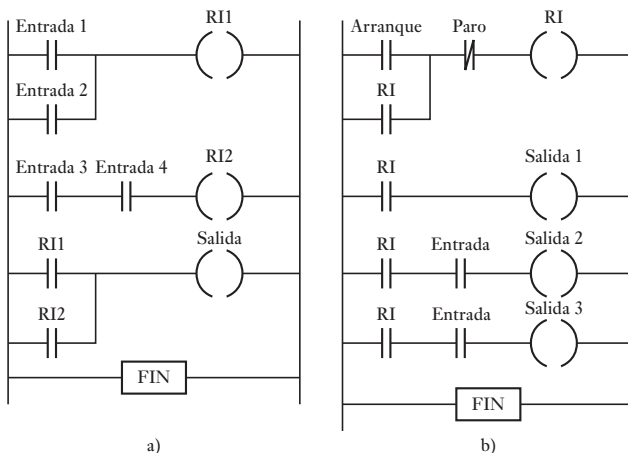 Entrada 1
RI1
Entrada 2
Entrada 3 Entrada 4 RI2
RI1
Salida
RI2
FIN
a)
Arranque Paro RI
RI
RI
Salida 1
RI Entrada Salida 2
RI Entrada Salida 3
FIN
b)